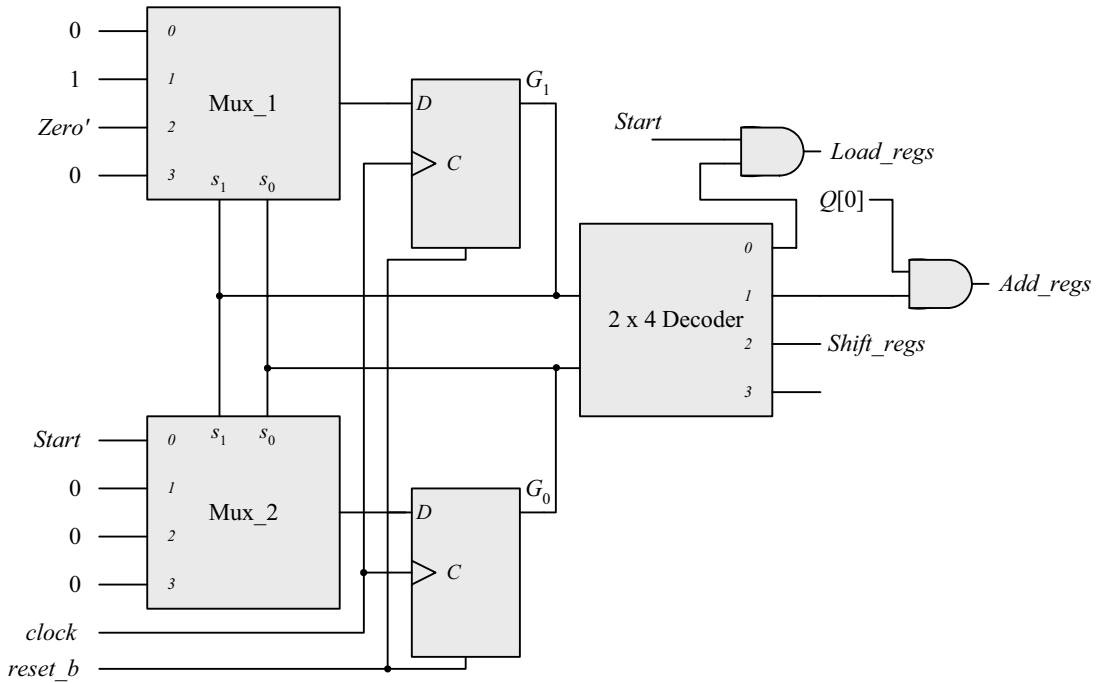 0
0
1
1
Mux_1
Zero'
2
0
3
s1
s0
D
G1
C
Start
Load_regs
Q[0]
0
1
Add_regs
2 x 4 Decoder
2
Shift_regs
3
Start
0
s1
s0
0
1
Mux_2
0
2
0
3
D
G0
C
clock
reset_b